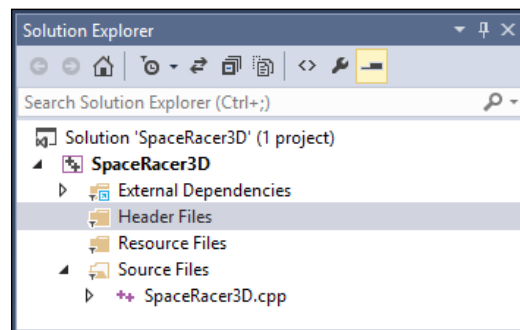 Solution Explorer
Search Solution Explorer (Ctrl+;)
Solution 'SpaceRacer3D' (1 project)
SpaceRacer3D
External Dependencies
Header Files
Resource Files
Source Files
SpaceRacer3D.cpp